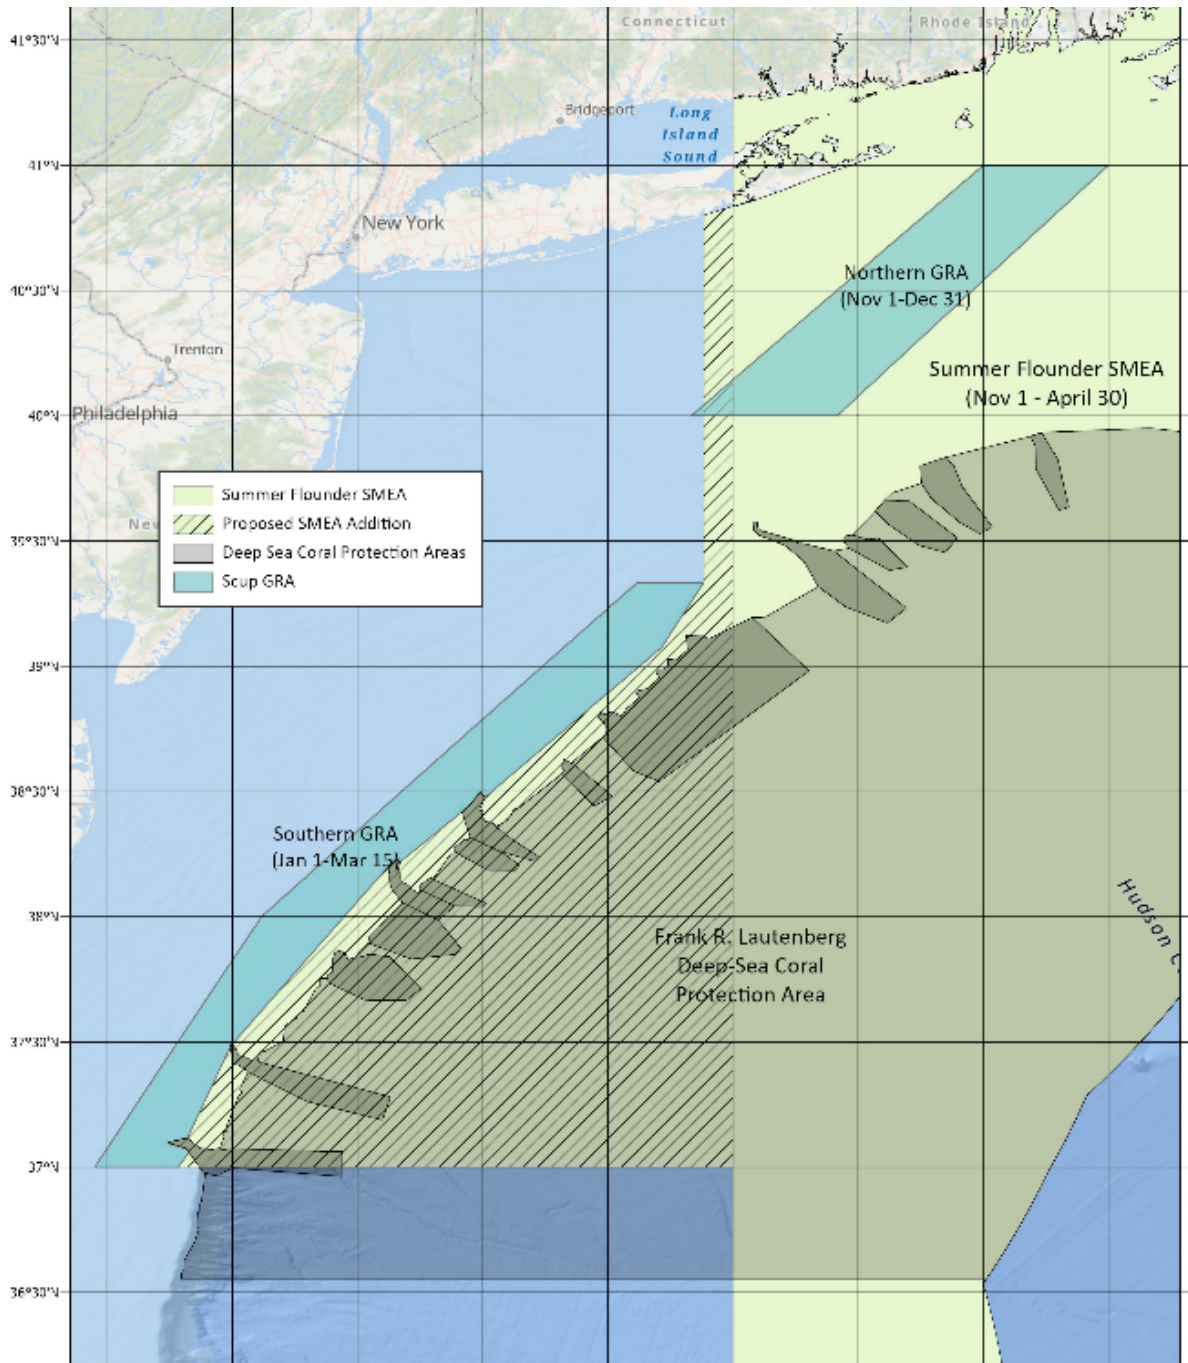 Connecticut
Rhode Island
41°30'N
Bridgeport
Long
Island
Sound
41°N
New York
Northern GRA
(Nov 1-Dec 31)
40°30'N
Trenton
Summer Flounder SMEA
(Nov 1 - April 30)
40°N
Philadelphia
Summer Flounder SMEA
Proposed SMEA Addition
New
Deep Sea Coral Protection Areas
39°30'N
Scup GRA
39°N
38°30'N
Southern GRA
(Jan 1-Mar 15)
Hudson C
38°N
Frank R. Lautenberg
Deep-Sea Coral
Protection Area
37°30'N
37°N
36°30'N